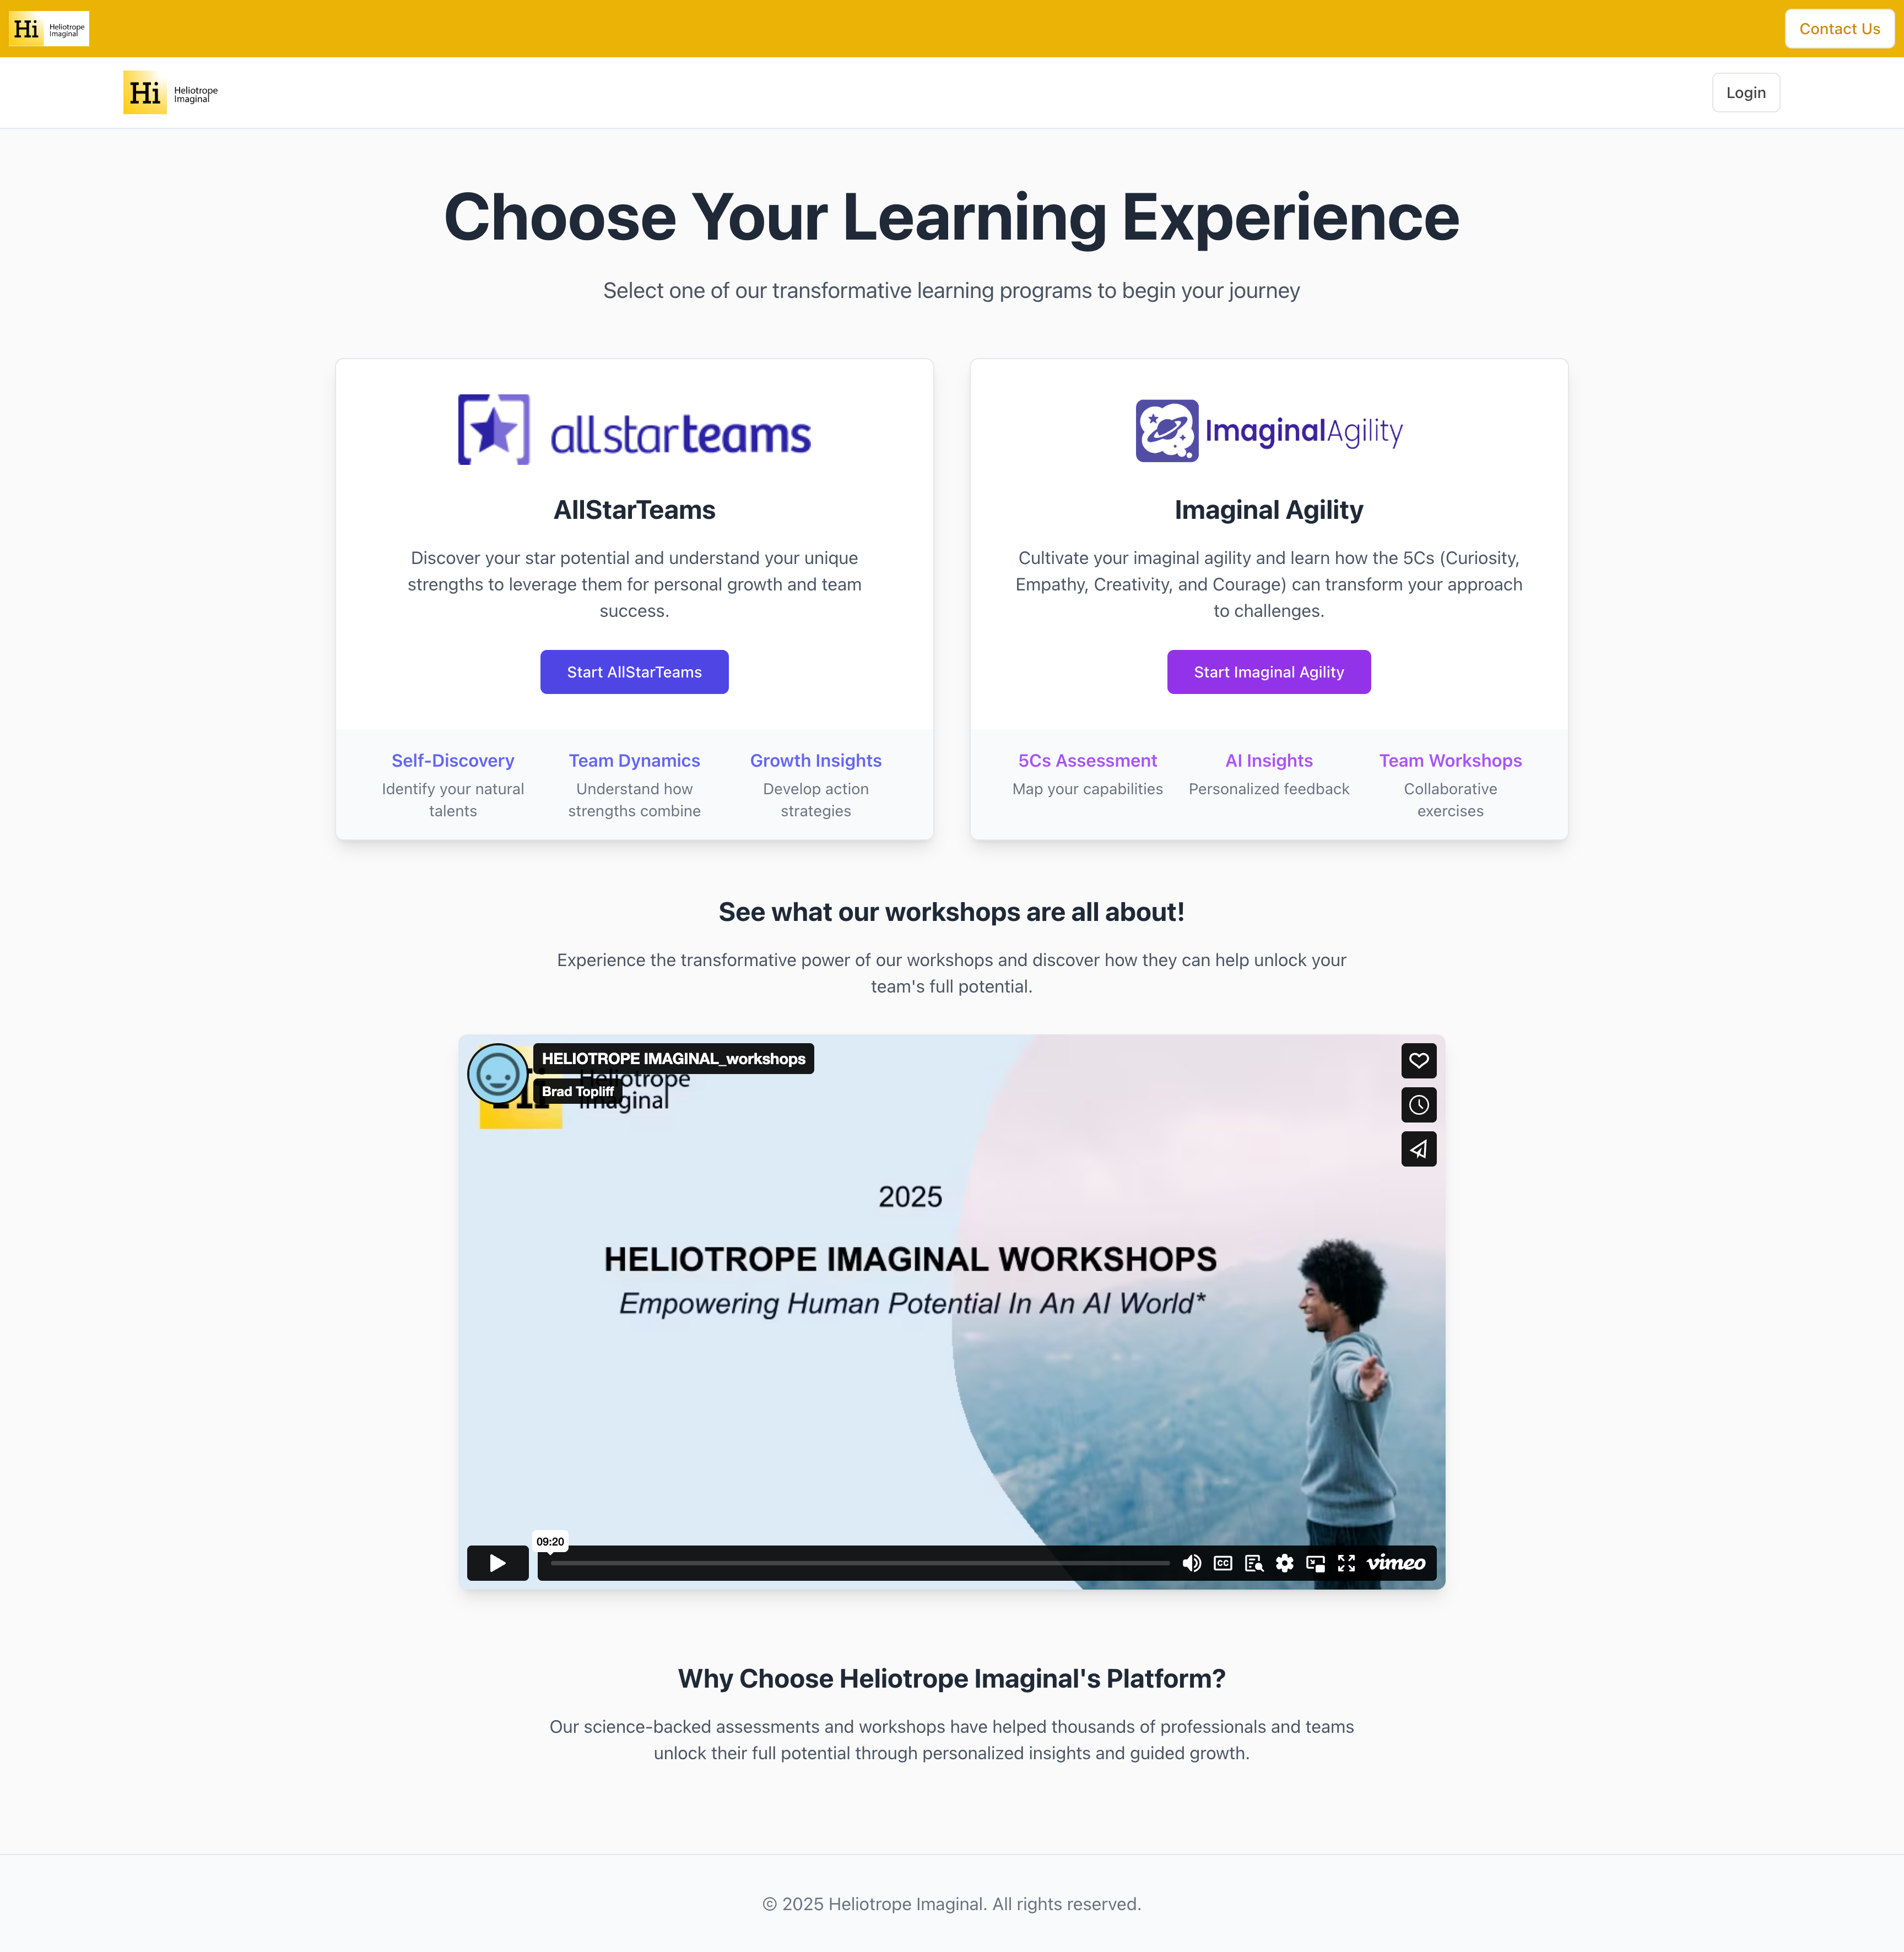 Hi Heliotrope
Imaginal
Contact Us
Hi Heliotrope
Imaginal
Login
Choose Your Learning Experience
Select one of our transformative learning programs to begin your journey
allstarteams
AllStarTeams
Discover your star potential and understand your unique
strengths to leverage them for personal growth and team
success.
Start AllStarTeams
Self-Discovery
Identify your natural
talents
Team Dynamics
Understand how
strengths combine
Growth Insights
Develop action
strategies
ImaginalAgility
Imaginal Agility
Cultivate your imaginal agility and learn how the 5Cs (Curiosity,
Empathy, Creativity, and Courage) can transform your approach
to challenges.
Start Imaginal Agility
5Cs Assessment
Map your capabilities
AI Insights
Personalized feedback
Team Workshops
Collaborative
exercises
See what our workshops are all about!
Experience the transformative power of our workshops and discover how they can help unlock your
team's full potential.
HELIOTROPE IMAGINAL_workshops
Brad Topliff
Hi Heliotrope
Imaginal
2025
HELIOTROPE IMAGINAL WORKSHOPS
Empowering Human Potential In An AI World*
09:20
CC
vimeo
Why Choose Heliotrope Imaginal's Platform?
Our science-backed assessments and workshops have helped thousands of professionals and teams
unlock their full potential through personalized insights and guided growth.
© 2025 Heliotrope Imaginal. All rights reserved.